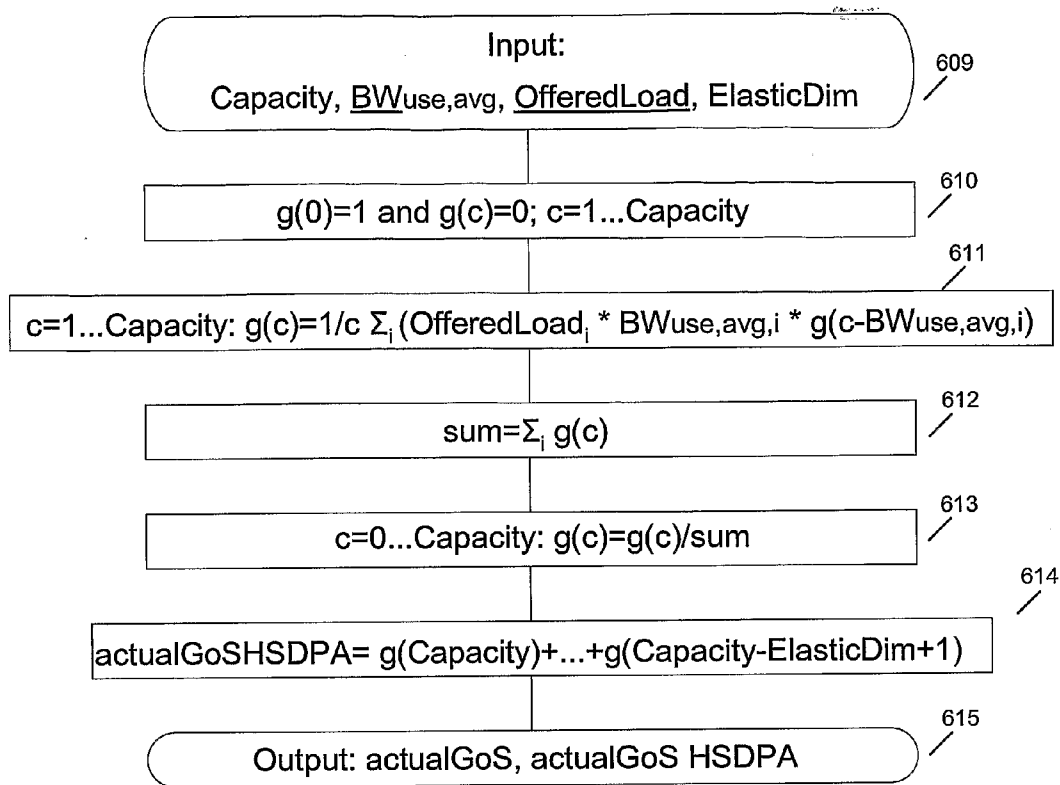 Input:
Capacity, BWuse,avg, OfferedLoad, ElasticDim
609
g(0)=1 and g(c)=0; c=1...Capacity
610
611
c=1...Capacity: g(c)=1/c Σi (OfferedLoadi * BWuse,avg,i * g(c-BWuse,avg,i)
sum=Σi g(c)
612
c=0...Capacity: g(c)=g(c)/sum
613
614
actualGoSHSDPA= g(Capacity)+...+g(Capacity-ElasticDim+1)
615
Output: actualGoS, actualGoS HSDPA